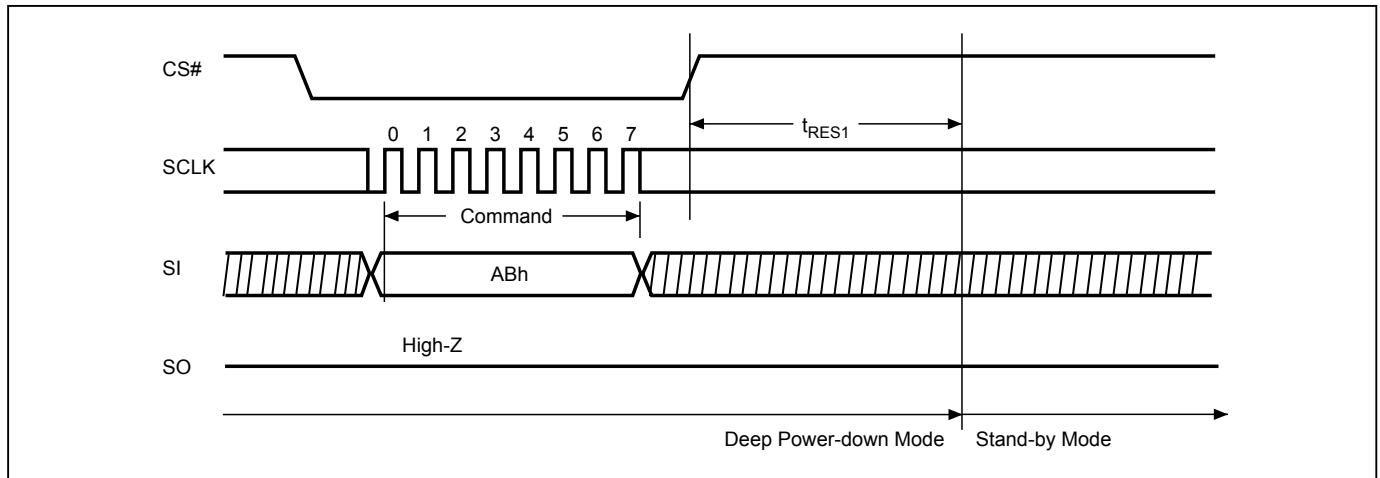 CS#
tRES1
0 1 2 3 4 5 6 7
SCLK
Command
SI
ABh
High-Z
SO
Deep Power-down Mode Stand-by Mode